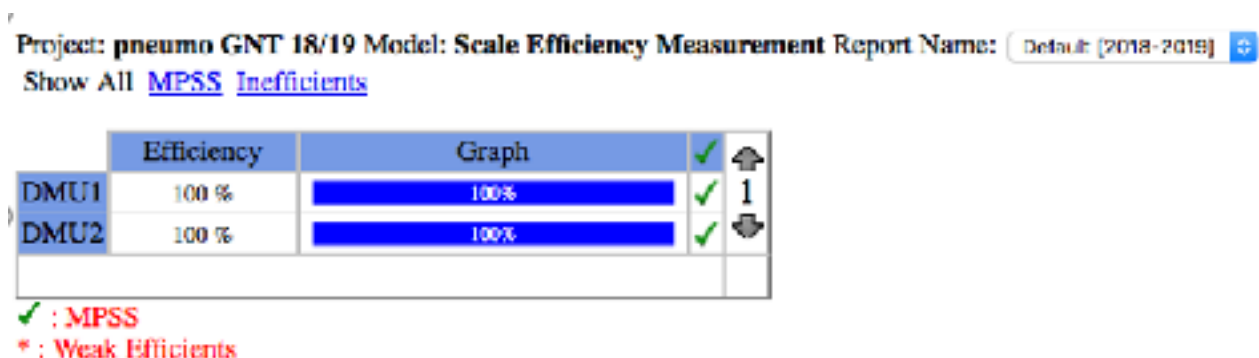 Project: pneumo GNT 18/19 Model: Scale Efficiency Measurement Report Name: Default [2018-2019]
Show All MPSS Inefficients
Efficiency Graph ✓
DMU1 100 % 100% ✓ 1
DMU2 100 % 100% ✓
✓ : MPSS
* : Weak Efficients